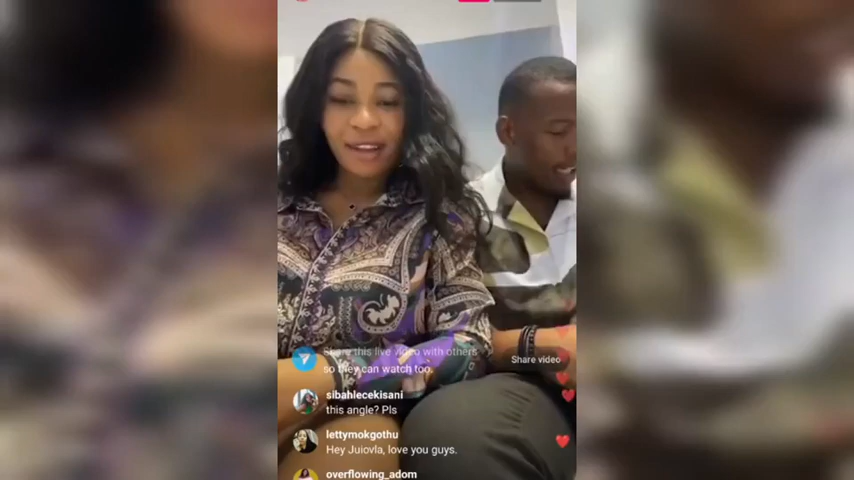 Share this live video with others
so they can watch too.
Share video
sibahlecekisani
this angle? Pls
lettymokgothu
Hey Juiovla, love you guys.
overflowing_adom